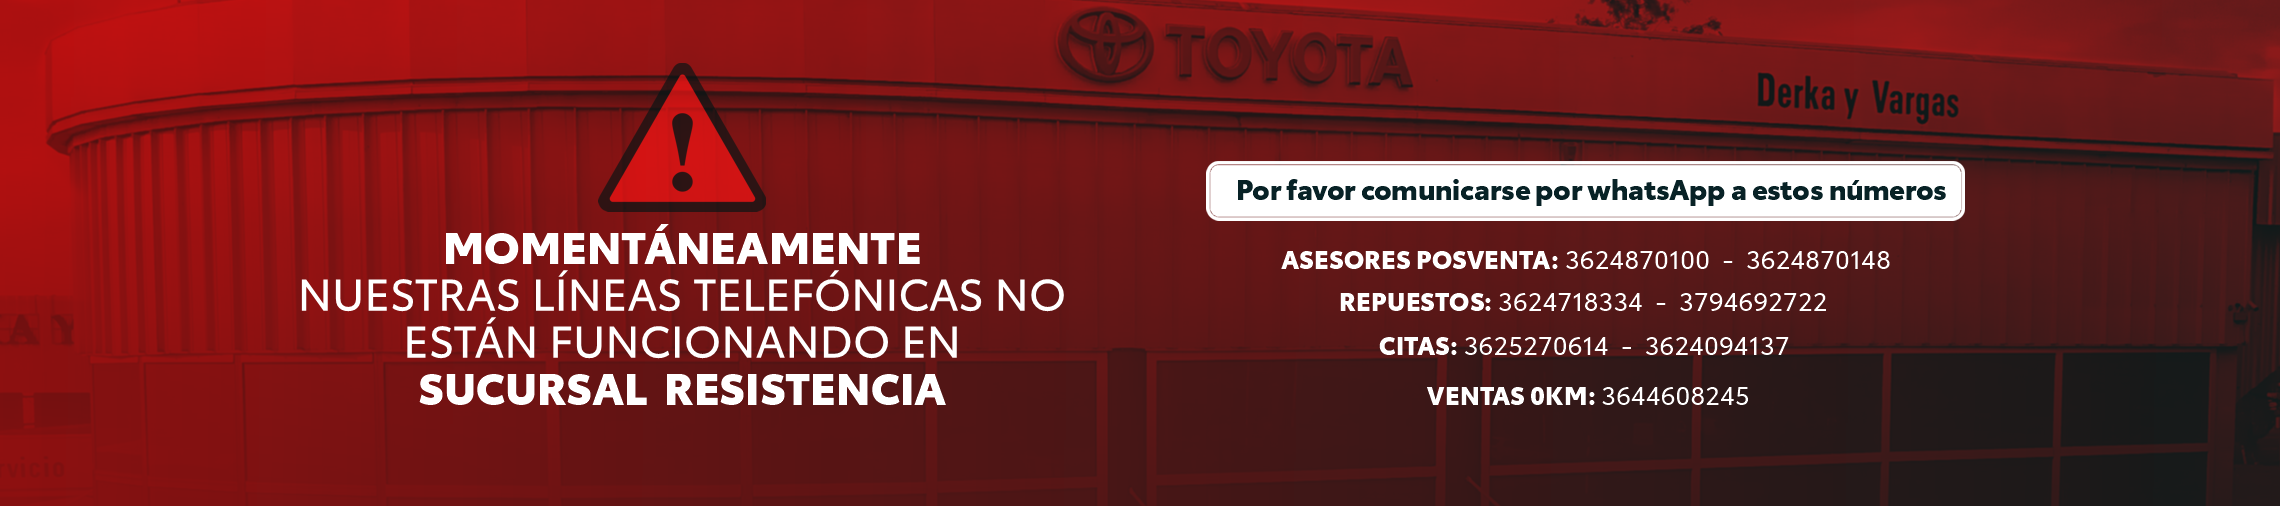 TOYOTA
Derka y Vargas
MOMENTÁNEAMENTE
NUESTRAS LÍNEAS TELEFÓNICAS NO
ESTÁN FUNCIONANDO EN
SUCURSAL RESISTENCIA
Por favor comunicarse por whatsApp a estos números
ASESORES POSVENTA: 3624870100 - 3624870148
REPUESTOS: 3624718334 - 3794692722
CITAS: 3625270614 - 3624094137
VENTAS 0KM: 3644608245